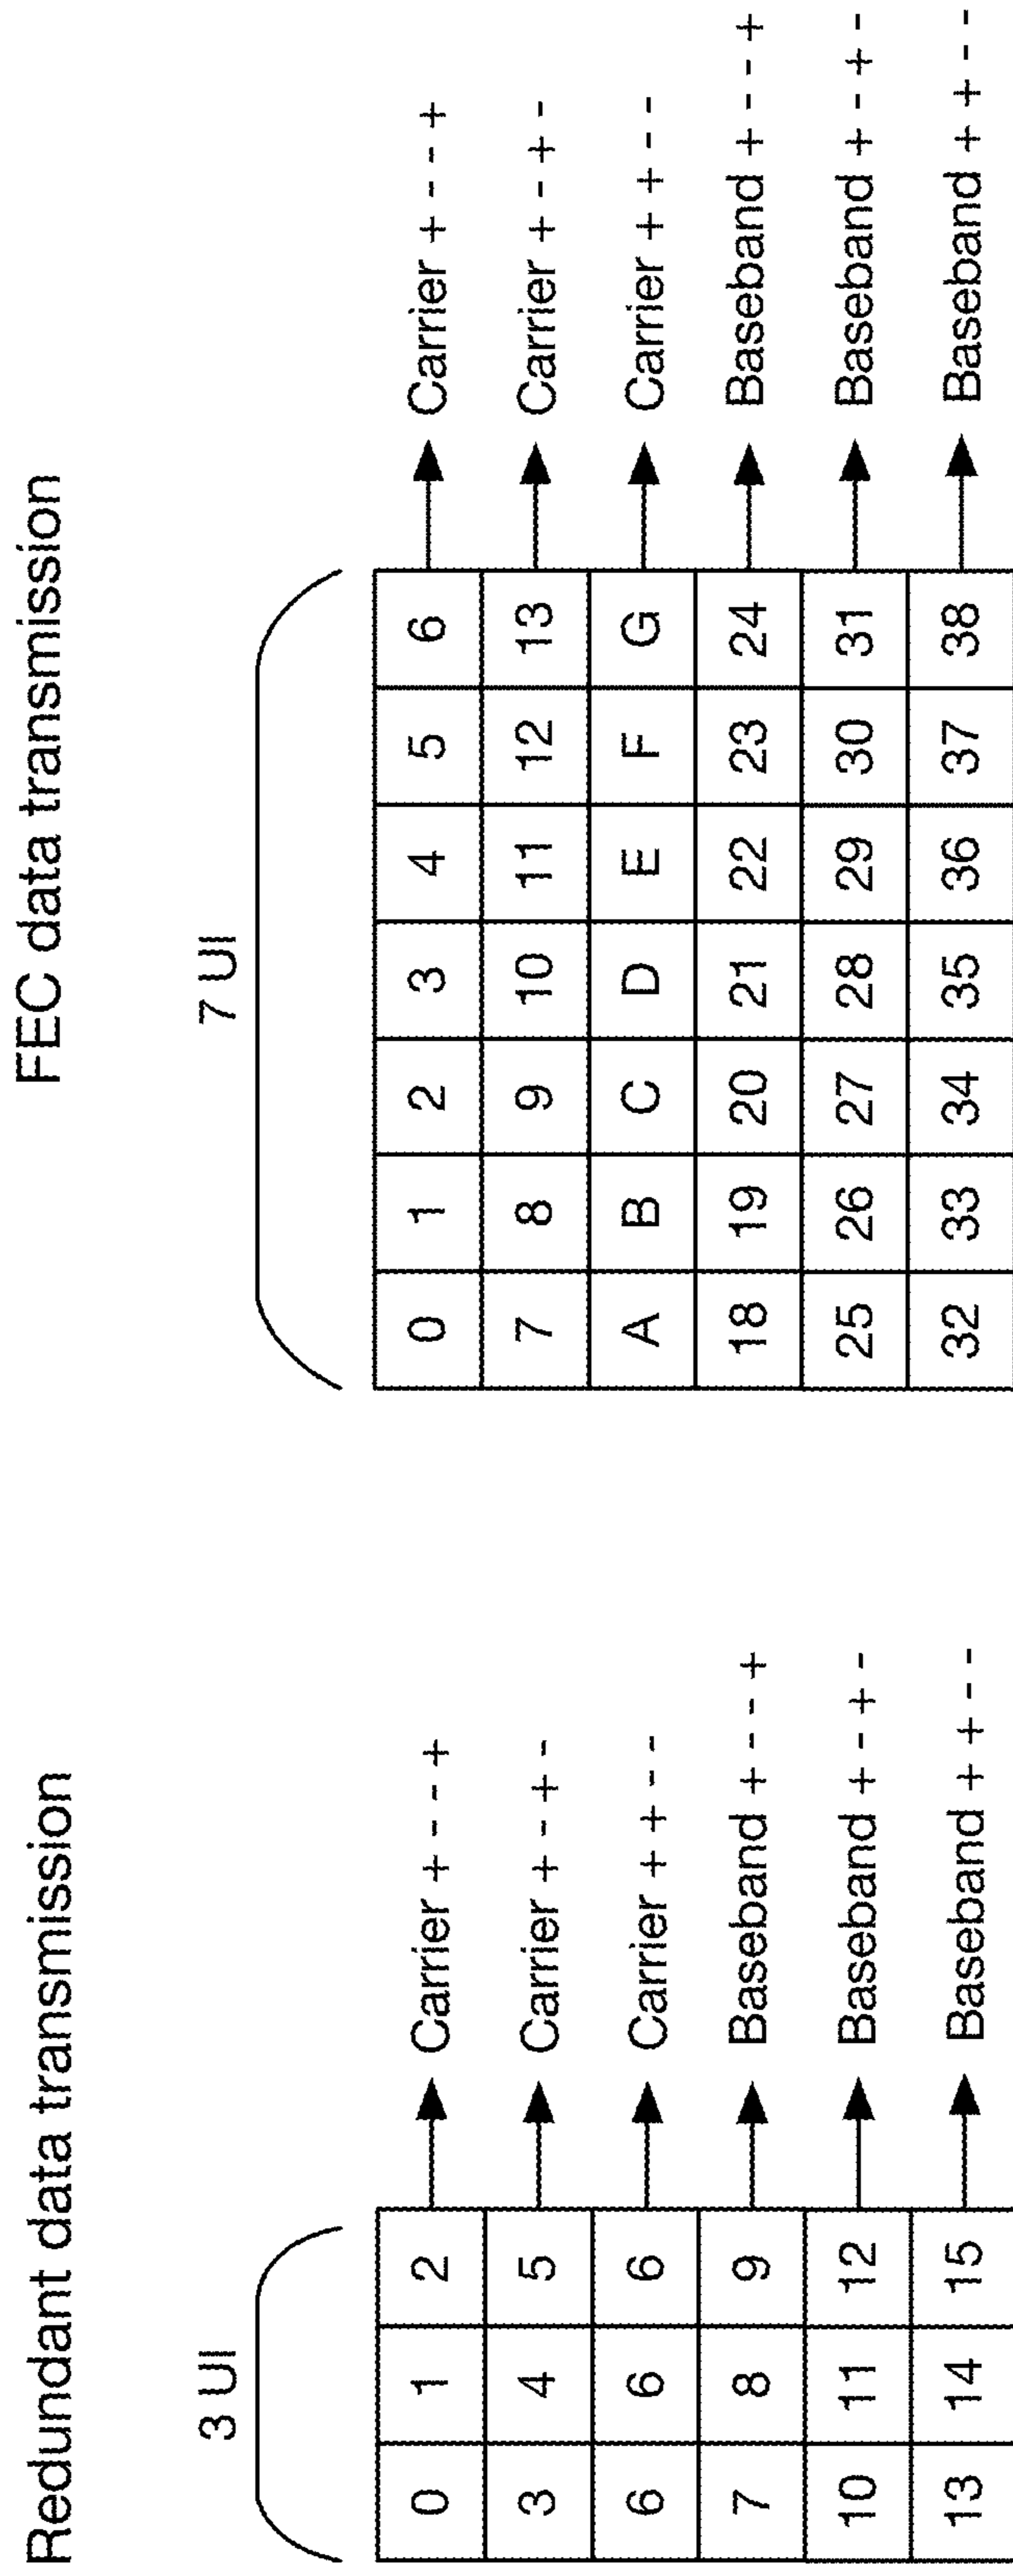 Redundant data transmission
3 UI
0 1 2 Carrier + - - +
3 4 5 Carrier + - + -
6 6 6 Carrier + + - -
7 8 9 Baseband + - - +
10 11 12 Baseband + - + -
13 14 15 Baseband + + - -
FEC data transmission
7 UI
0 1 2 3 4 5 6 Carrier + - - +
7 8 9 10 11 12 13 Carrier + - + -
A B C D E F G Carrier + + - -
18 19 20 21 22 23 24 Baseband + - - +
25 26 27 28 29 30 31 Baseband + - + -
32 33 34 35 36 37 38 Baseband + + - -